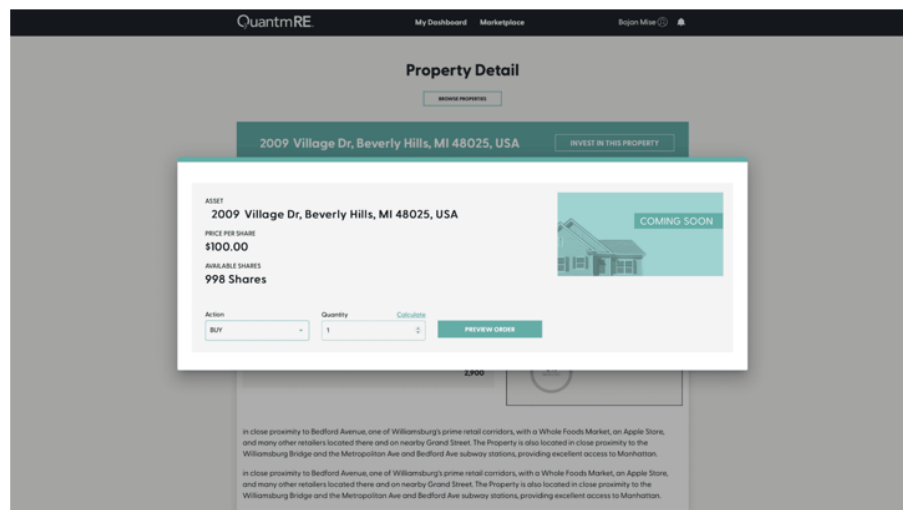 QuantmRE.
My Dashboard Marketplace Bojan Mise
Property Detail
BROWSE PROPERTIES
2009 Village Dr, Beverly Hills, MI 48025, USA
INVEST IN THIS PROPERTY
ASSET
2009 Village Dr, Beverly Hills, MI 48025, USA
PRICE PER SHARE
$100.00
AVAILABLE SHARES
998 Shares
COMING SOON
Action
BUY
Quantity Calculate
1
PREVIEW ORDER
2,900
in close proximity to Bedford Avenue, one of Williamsburg's prime retail corridors, with a Whole Foods Market, an Apple Store,
and many other retailers located there and on nearby Grand Street. The Property is also located in close proximity to the
Williamsburg Bridge and the Metropolitan Ave and Bedford Ave subway stations, providing excellent access to Manhattan.
in close proximity to Bedford Avenue, one of Williamsburg's prime retail corridors, with a Whole Foods Market, an Apple Store,
and many other retailers located there and on nearby Grand Street. The Property is also located in close proximity to the
Williamsburg Bridge and the Metropolitan Ave and Bedford Ave subway stations, providing excellent access to Manhattan.